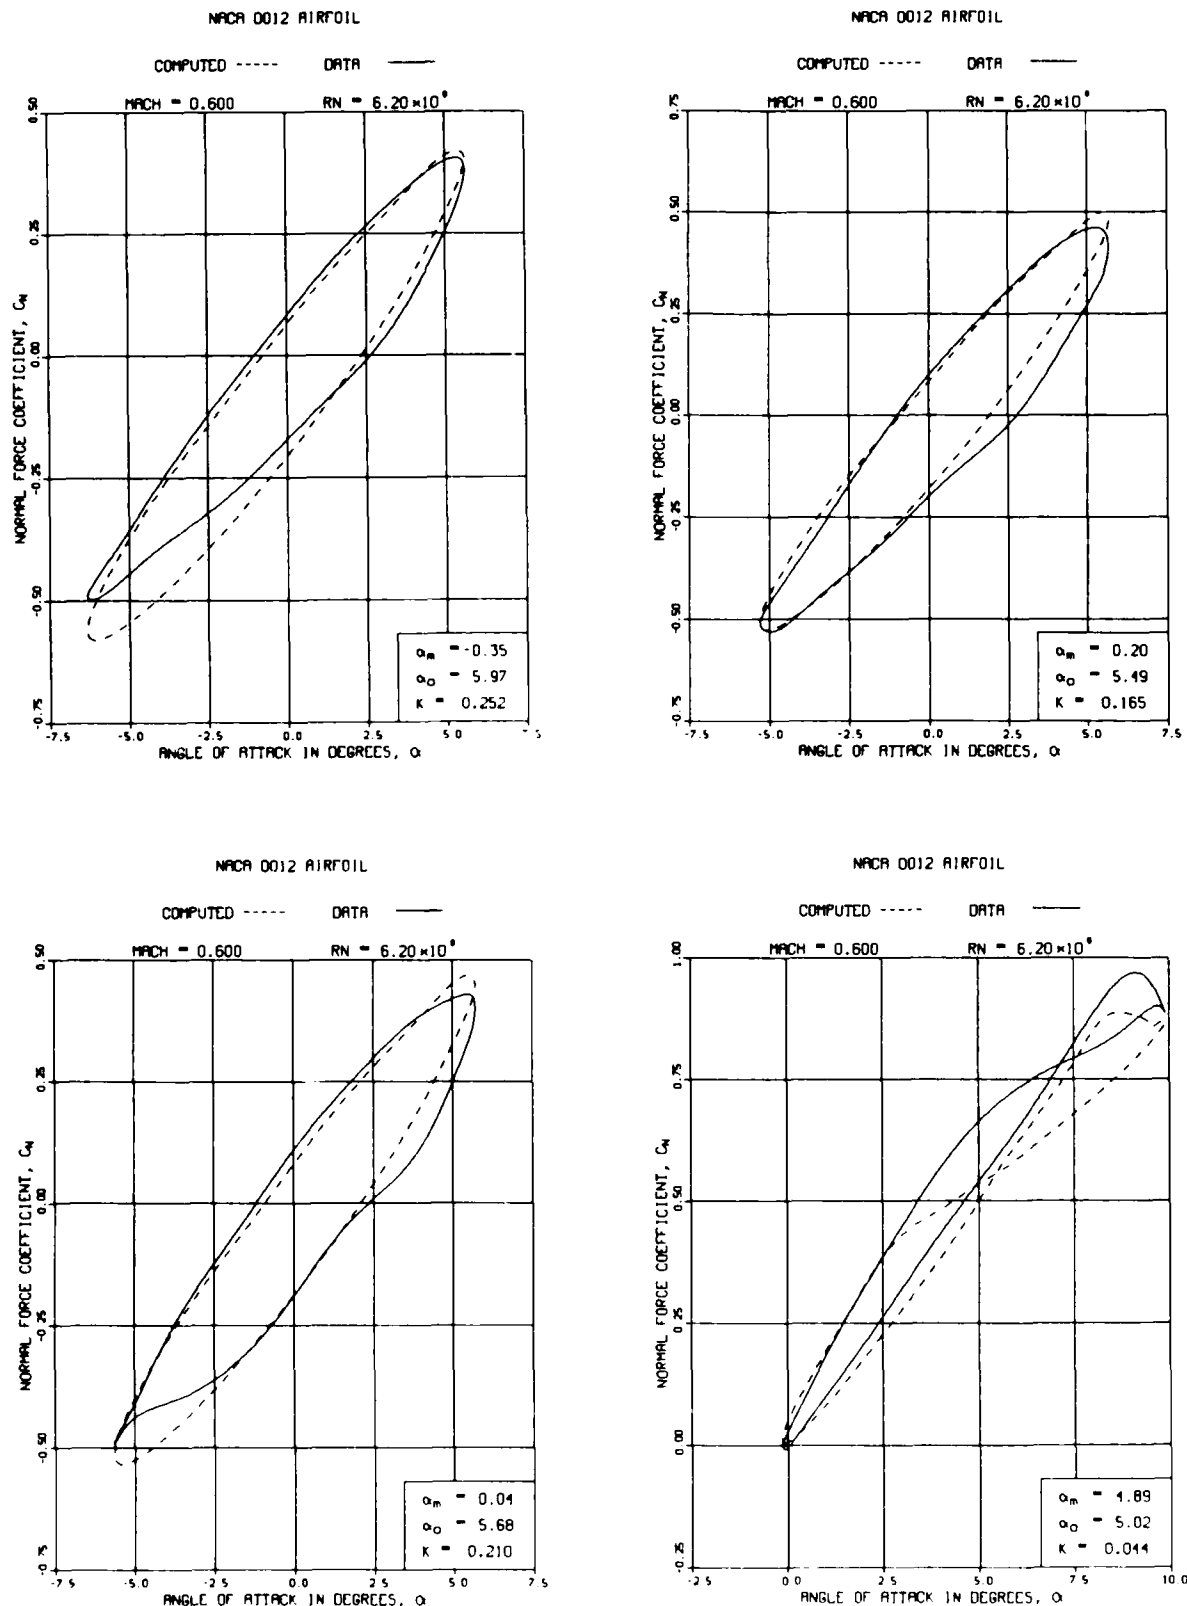 NACA 0012 AIRFOIL
COMPUTED ----- DATA ———
MACH = 0.600 RN = 6.20×10⁶
NORMAL FORCE COEFFICIENT, C_N
0.50
0.25
0.00
-0.25
-0.50
-0.75
α_m = -0.35
α_O = 5.97
K = 0.252
-7.5 -5.0 -2.5 0.0 2.5 5.0
ANGLE OF ATTACK IN DEGREES, α
NACA 0012 AIRFOIL
COMPUTED ----- DATA ———
MACH = 0.600 RN = 6.20×10⁶
NORMAL FORCE COEFFICIENT, C_N
0.75
0.50
0.25
0.00
-0.25
-0.50
-0.75
α_m = 0.20
α_O = 5.49
K = 0.165
-7.5 -5.0 -2.5 0.0 2.5 5.0 7.5
ANGLE OF ATTACK IN DEGREES, α
NACA 0012 AIRFOIL
COMPUTED ----- DATA ———
MACH = 0.600 RN = 6.20×10⁶
NORMAL FORCE COEFFICIENT, C_N
0.50
0.25
0.00
-0.25
-0.50
-0.75
α_m = 0.04
α_O = 5.68
K = 0.210
-7.5 -5.0 -2.5 0.0 2.5 5.0 7.5
ANGLE OF ATTACK IN DEGREES, α
NACA 0012 AIRFOIL
COMPUTED ----- DATA ———
MACH = 0.600 RN = 6.20×10⁶
NORMAL FORCE COEFFICIENT, C_N
1.00
0.75
0.50
0.25
0.00
-0.25
α_m = 4.89
α_O = 5.02
K = 0.044
-2.5 0.0 2.5 5.0 7.5 10.0
ANGLE OF ATTACK IN DEGREES, α